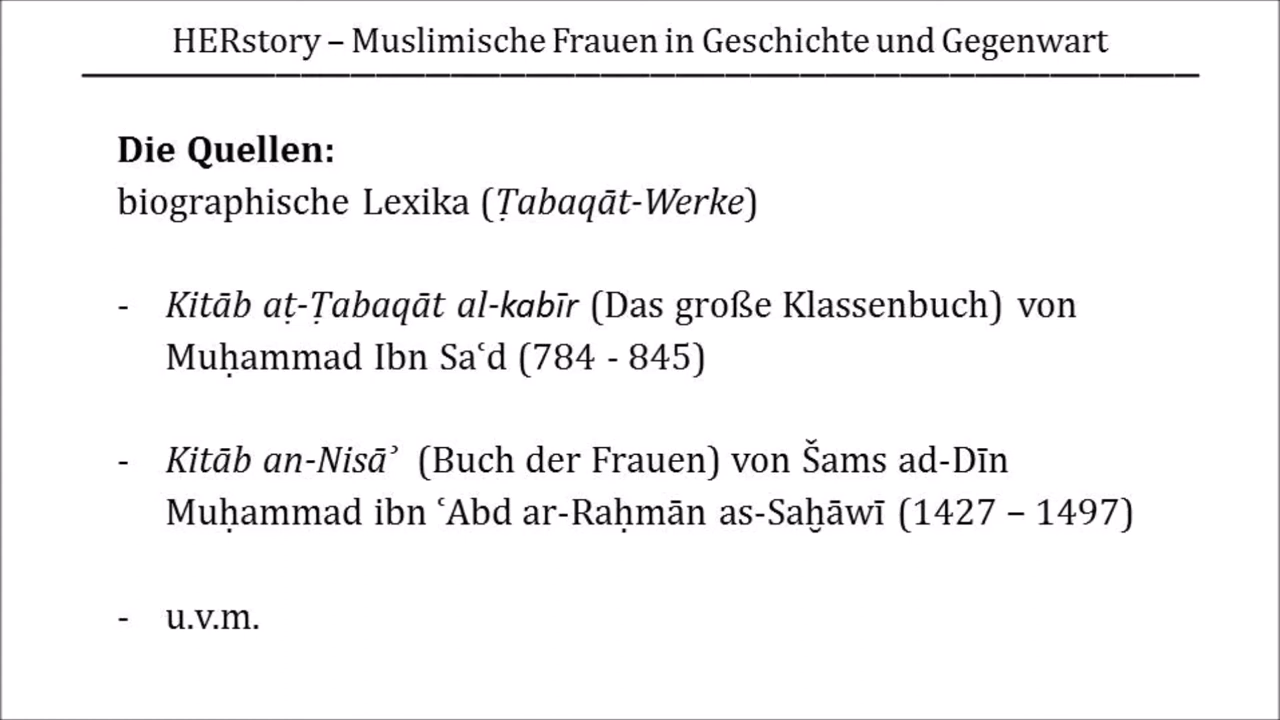 HERstory – Muslimische Frauen in Geschichte und Gegenwart
Die Quellen:
biographische Lexika (Ṭabaqāt-Werke)
- Kitāb aṭ-Ṭabaqāt al-kabīr (Das große Klassenbuch) von
Muḥammad Ibn Saʿd (784 - 845)
- Kitāb an-Nisāʾ (Buch der Frauen) von Šams ad-Dīn
Muḥammad ibn ʿAbd ar-Raḥmān as-Saḫāwī (1427 – 1497)
- u.v.m.